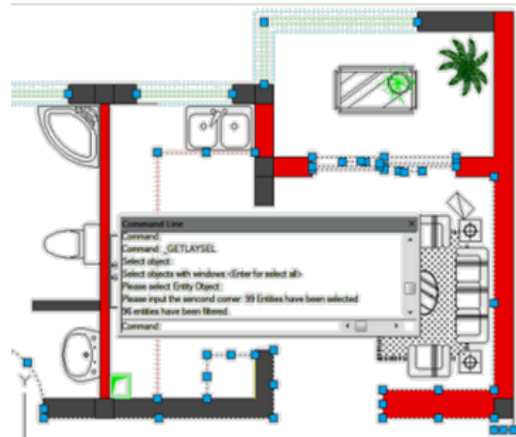 Command Line
Command:
Command: _GETLAYSEL
Select object:
Select objects with windows <Enter for select all>
Please select Entity Object:
Please input the sencond corner: 99 Entities have been selected
96 entities have been filtered.
Command:
Y